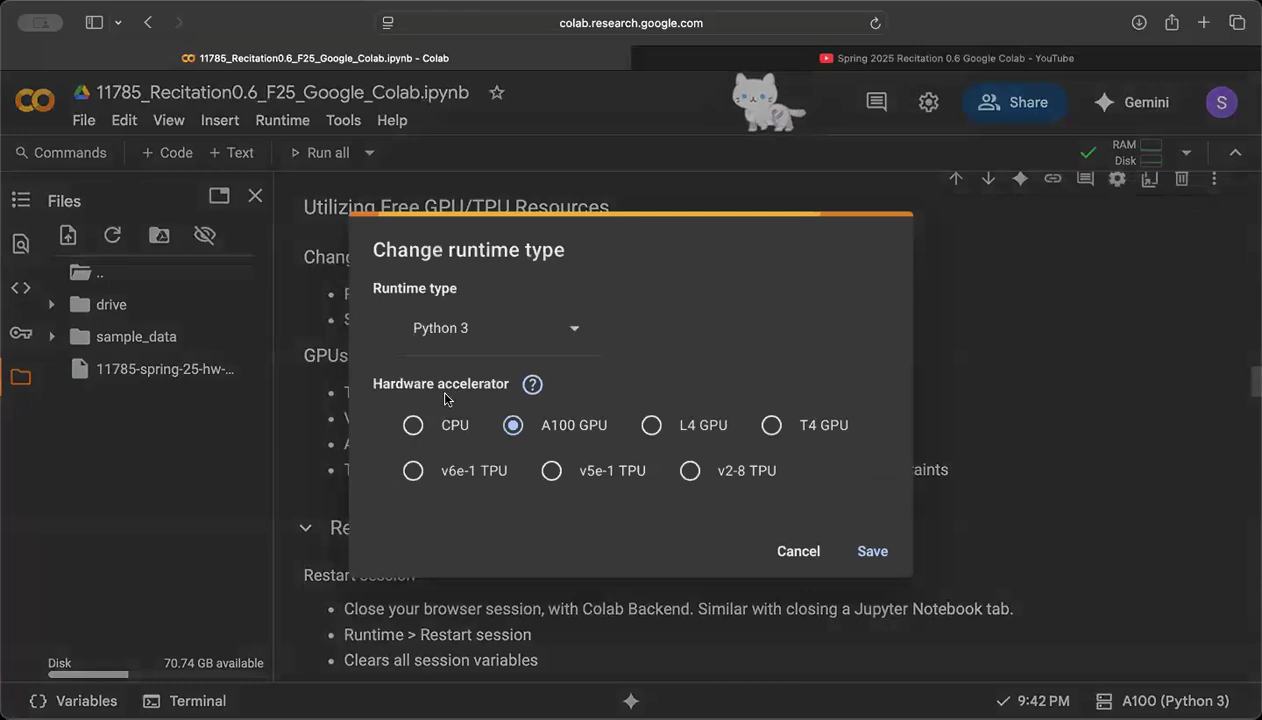 colab.research.google.com
11785_Recitation0.6_F25_Google_Colab.ipynb - Colab
Spring 2025 Recitation 0.6 Google Colab - YouTube
11785_Recitation0.6_F25_Google_Colab.ipynb
Share
Gemini
S
File Edit View Insert Runtime Tools Help
Commands + Code + Text Run all
RAM
Disk
Files
..
drive
sample_data
11785-spring-25-hw-...
Disk 70.74 GB available
Utilizing Free GPU/TPU Resources
Chang
GPUs
aints
Change runtime type
Runtime type
Python 3
Hardware accelerator ?
CPU A100 GPU L4 GPU T4 GPU
v6e-1 TPU v5e-1 TPU v2-8 TPU
Cancel Save
Re
Restart session
• Close your browser session, with Colab Backend. Similar with closing a Jupyter Notebook tab.
• Runtime > Restart session
• Clears all session variables
{} Variables Terminal 9:42 PM A100 (Python 3)